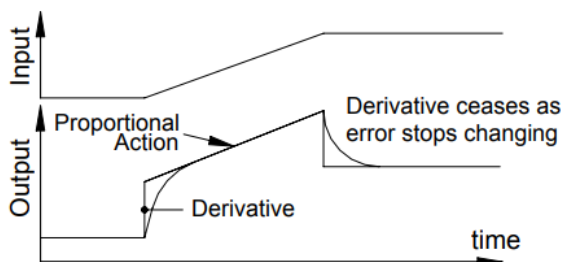 Input
Output
Proportional
Action
Derivative
Derivative ceases as
error stops changing
time